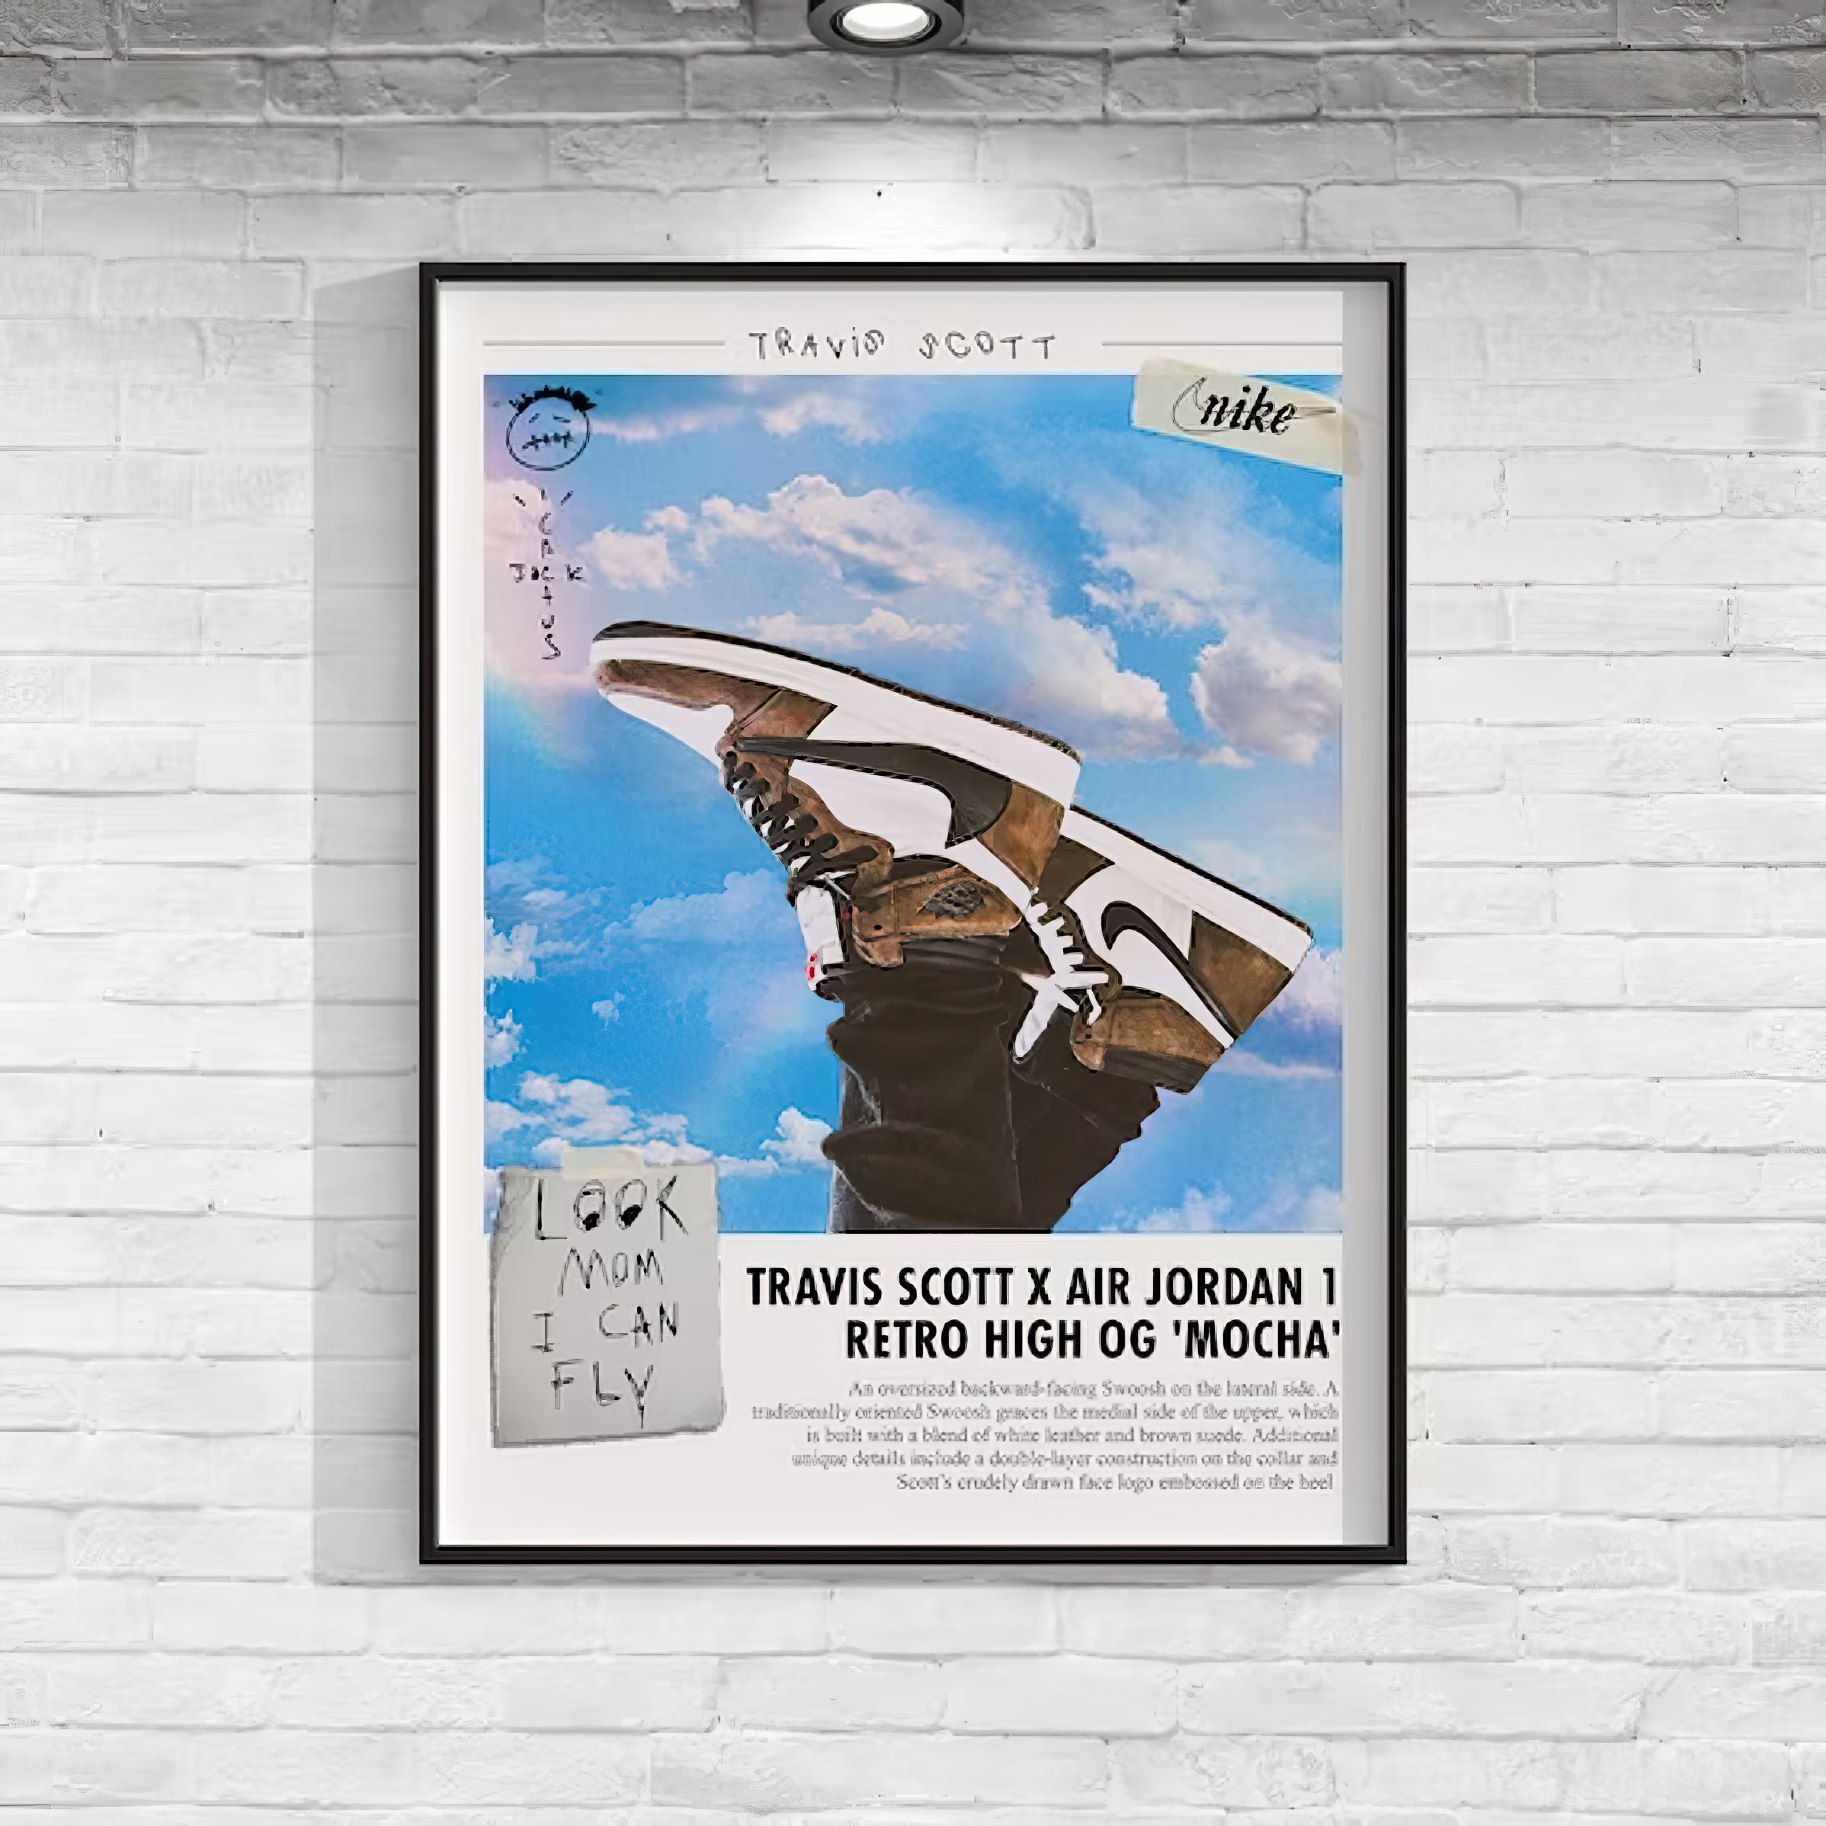 TRAVIS SCOTT
nike
CACTUS
JACK
LOOK
MOM
I CAN
FLY
TRAVIS SCOTT X AIR JORDAN 1
RETRO HIGH OG 'MOCHA'
An oversized backward-facing Swoosh on the lateral side. A
traditionally oriented Swoosh graces the medial side of the upper, which
is built with a blend of white leather and brown suede. Additional
unique details include a double-layer construction on the collar and
Scott's crudely drawn face logo embossed on the heel